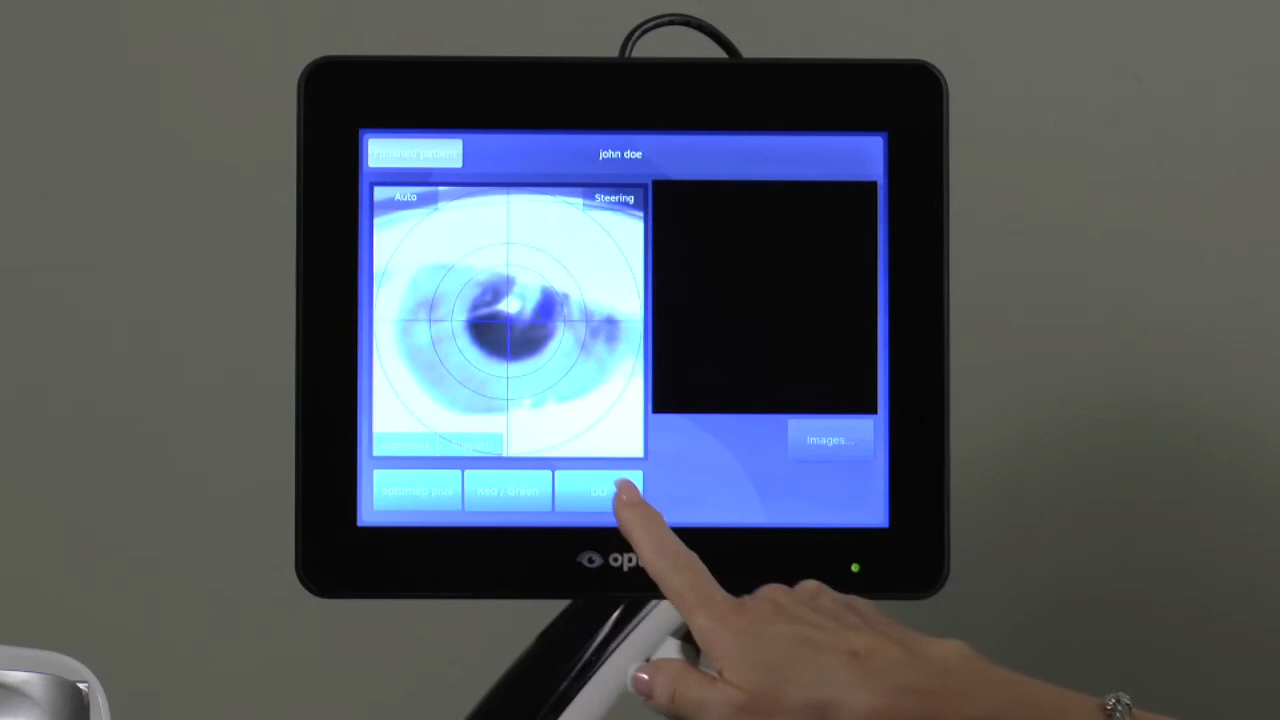 Finished patient
john doe
Auto
Steering
Images...
optomap plus
Red / Green